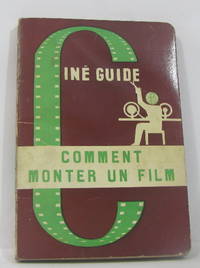 CINÉ GUIDE
COMMENT
MONTER UN FILM